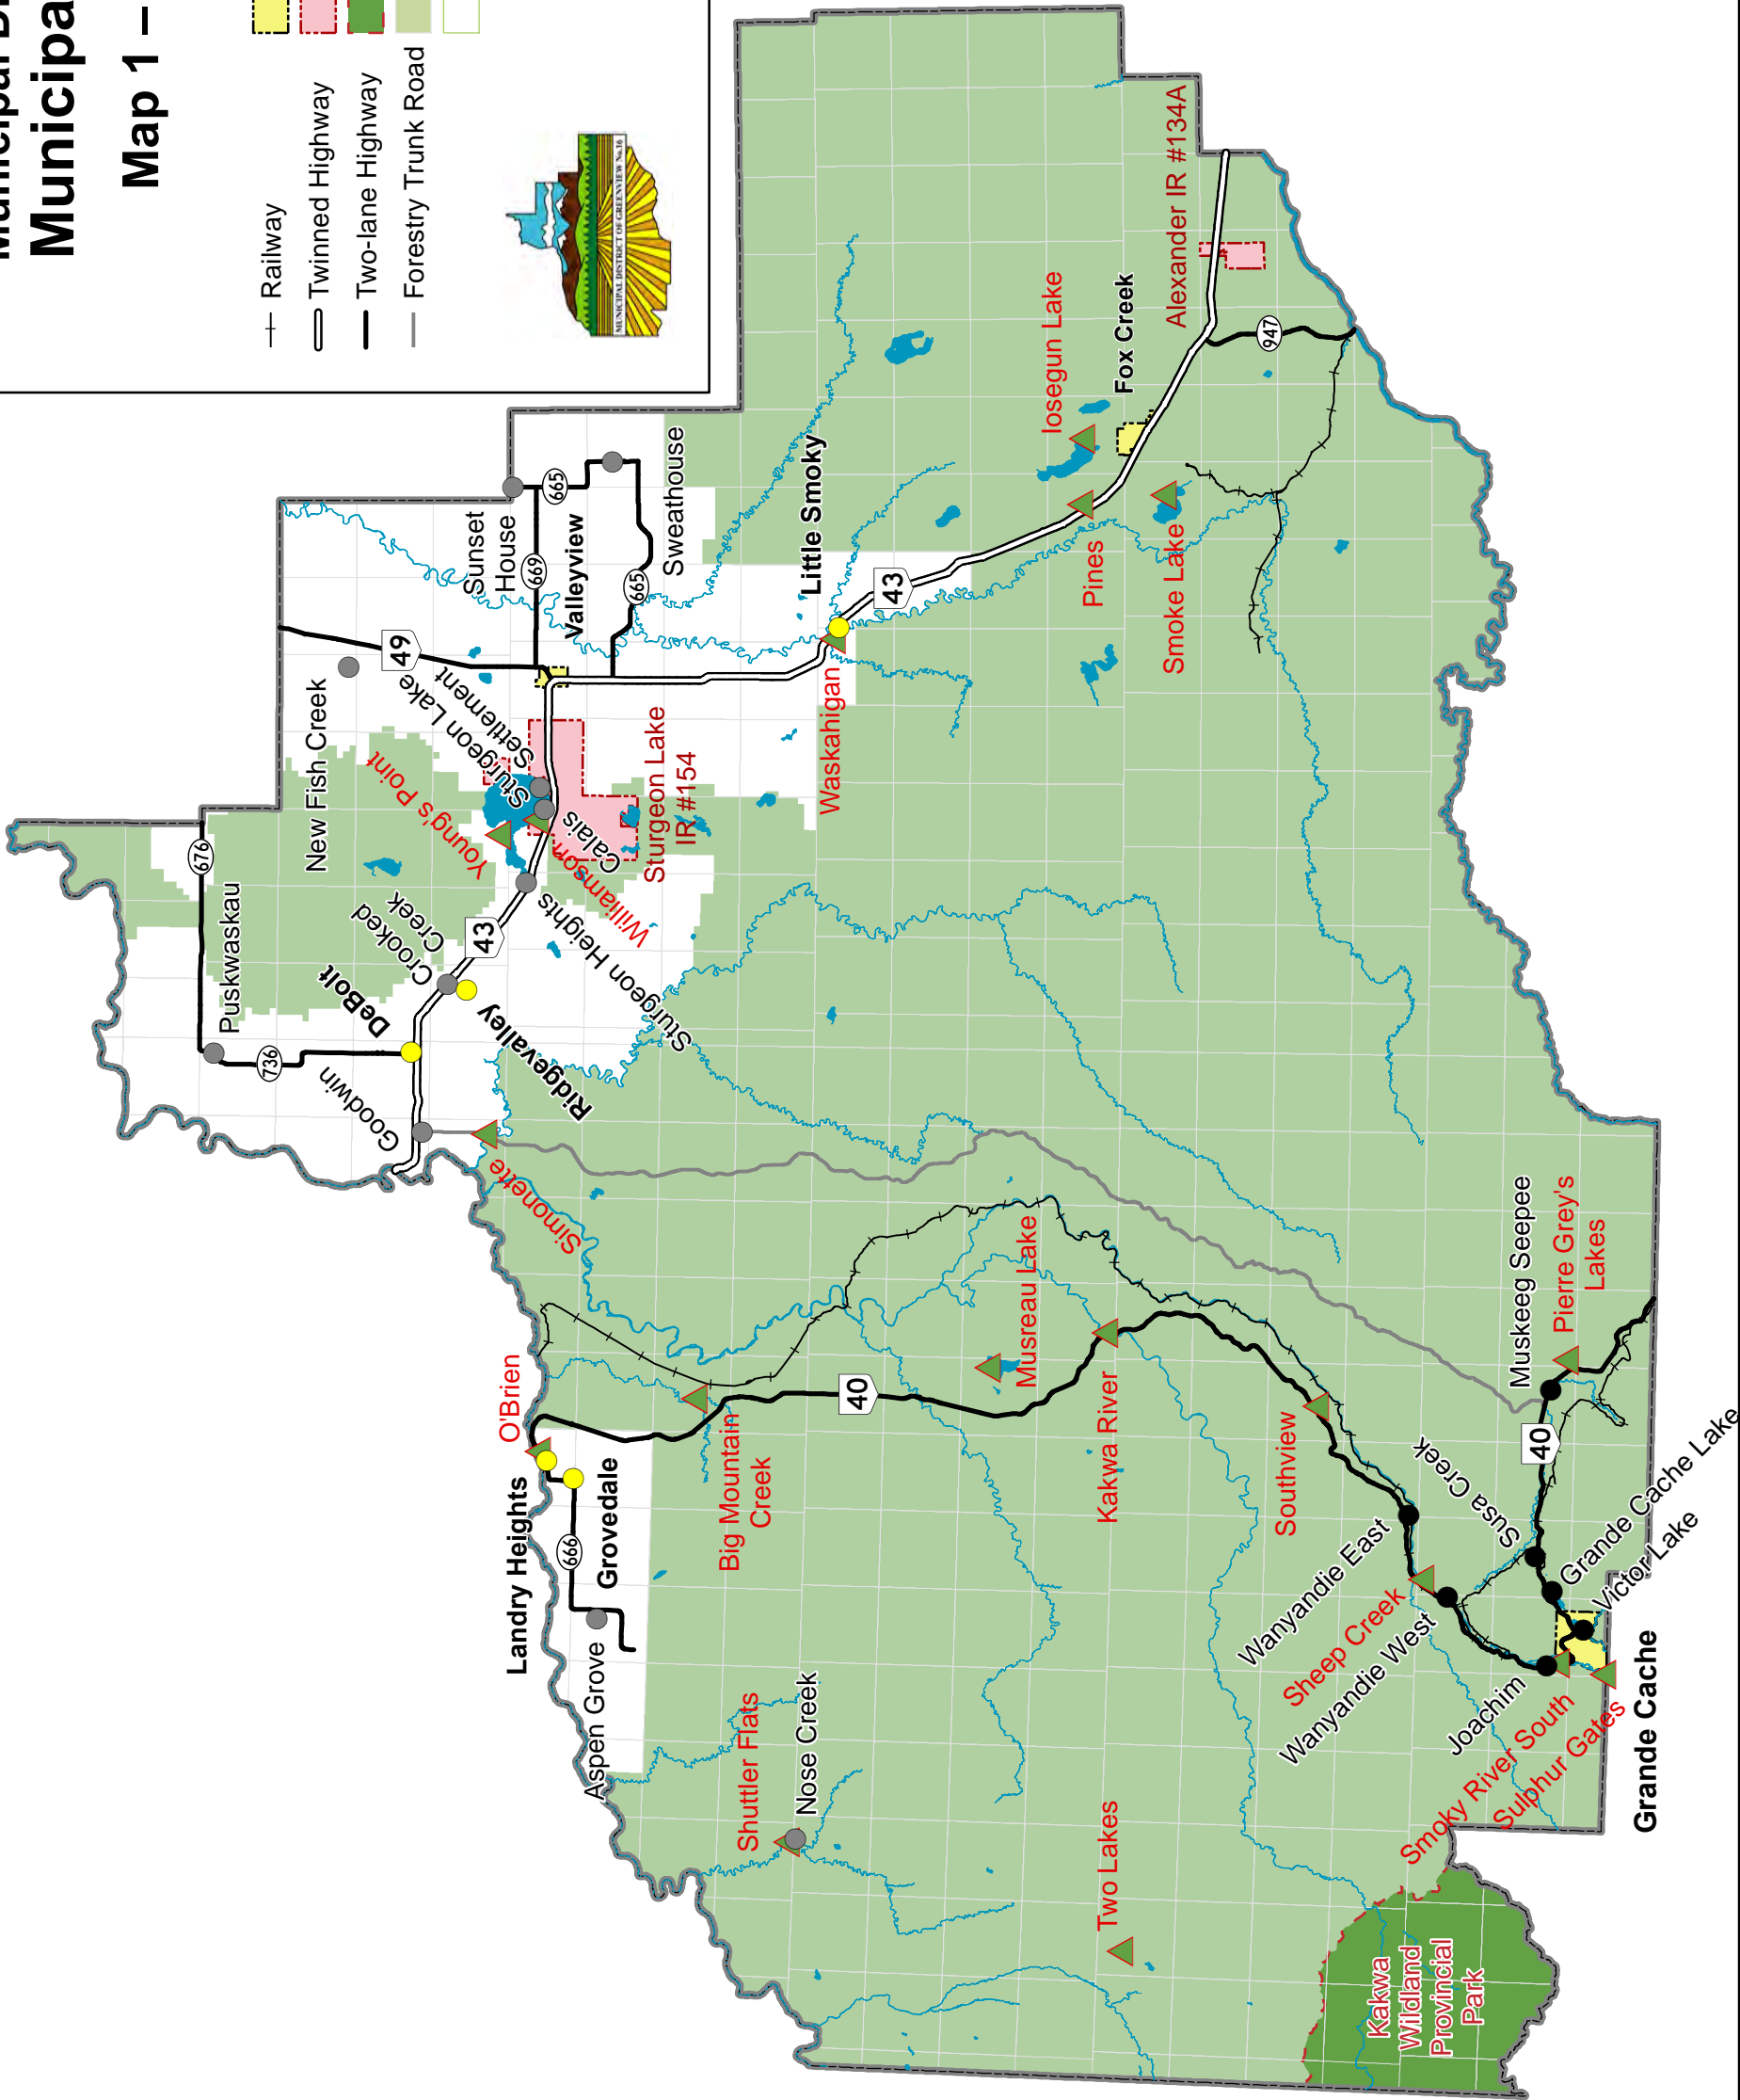 Municipa
Map 1 –
Railway
Twinned Highway
Two-lane Highway
Forestry Trunk Road
MUNICIPAL DISTRICT OF GREENVIEW No.16
Kakwa
Wildland
Provincial
Park
Two Lakes
Shuttler Flats
Nose Creek
Aspen Grove
Landry Heights
Grovedale
666
O'Brien
Big Mountain
Creek
40
Musreau Lake
Kakwa River
Southview
Wanyandie East
Sheep Creek
Wanyandie West
Joachim
Smoky River South
Sulphur Gates
Grande Cache
Victor Lake
Grande Cache Lake
Susa Creek
40
Muskeeg Seepee
Pierre Grey's
Lakes
Simonette
Goodwin
736
DeBolt
Puskwaskau
676
Ridgevalley
Crooked
Creek
43
Sturgeon Heights
Williamson
Calais
Young's Point
Sturgeon Lake
Settlement
Sturgeon Lake
IR #154
New Fish Creek
49
Valleyview
Sunset
House
669
665
665
Sweathouse
Little Smoky
Waskahigan
43
Pines
Smoke Lake
Iosegun Lake
Fox Creek
Alexander IR #134A
947